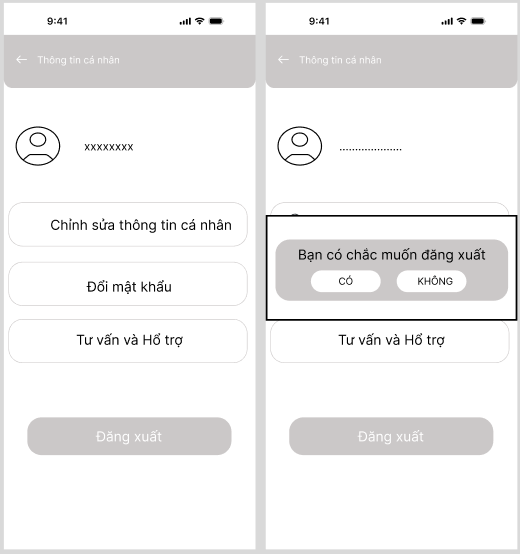 9:41
Thông tin cá nhân
xxxxxxxx
Chỉnh sửa thông tin cá nhân
Đổi mật khẩu
Tư vấn và Hổ trợ
Đăng xuất
9:41
Thông tin cá nhân
...................
Bạn có chắc muốn đăng xuất
CÓ
KHÔNG
Tư vấn và Hổ trợ
Đăng xuất